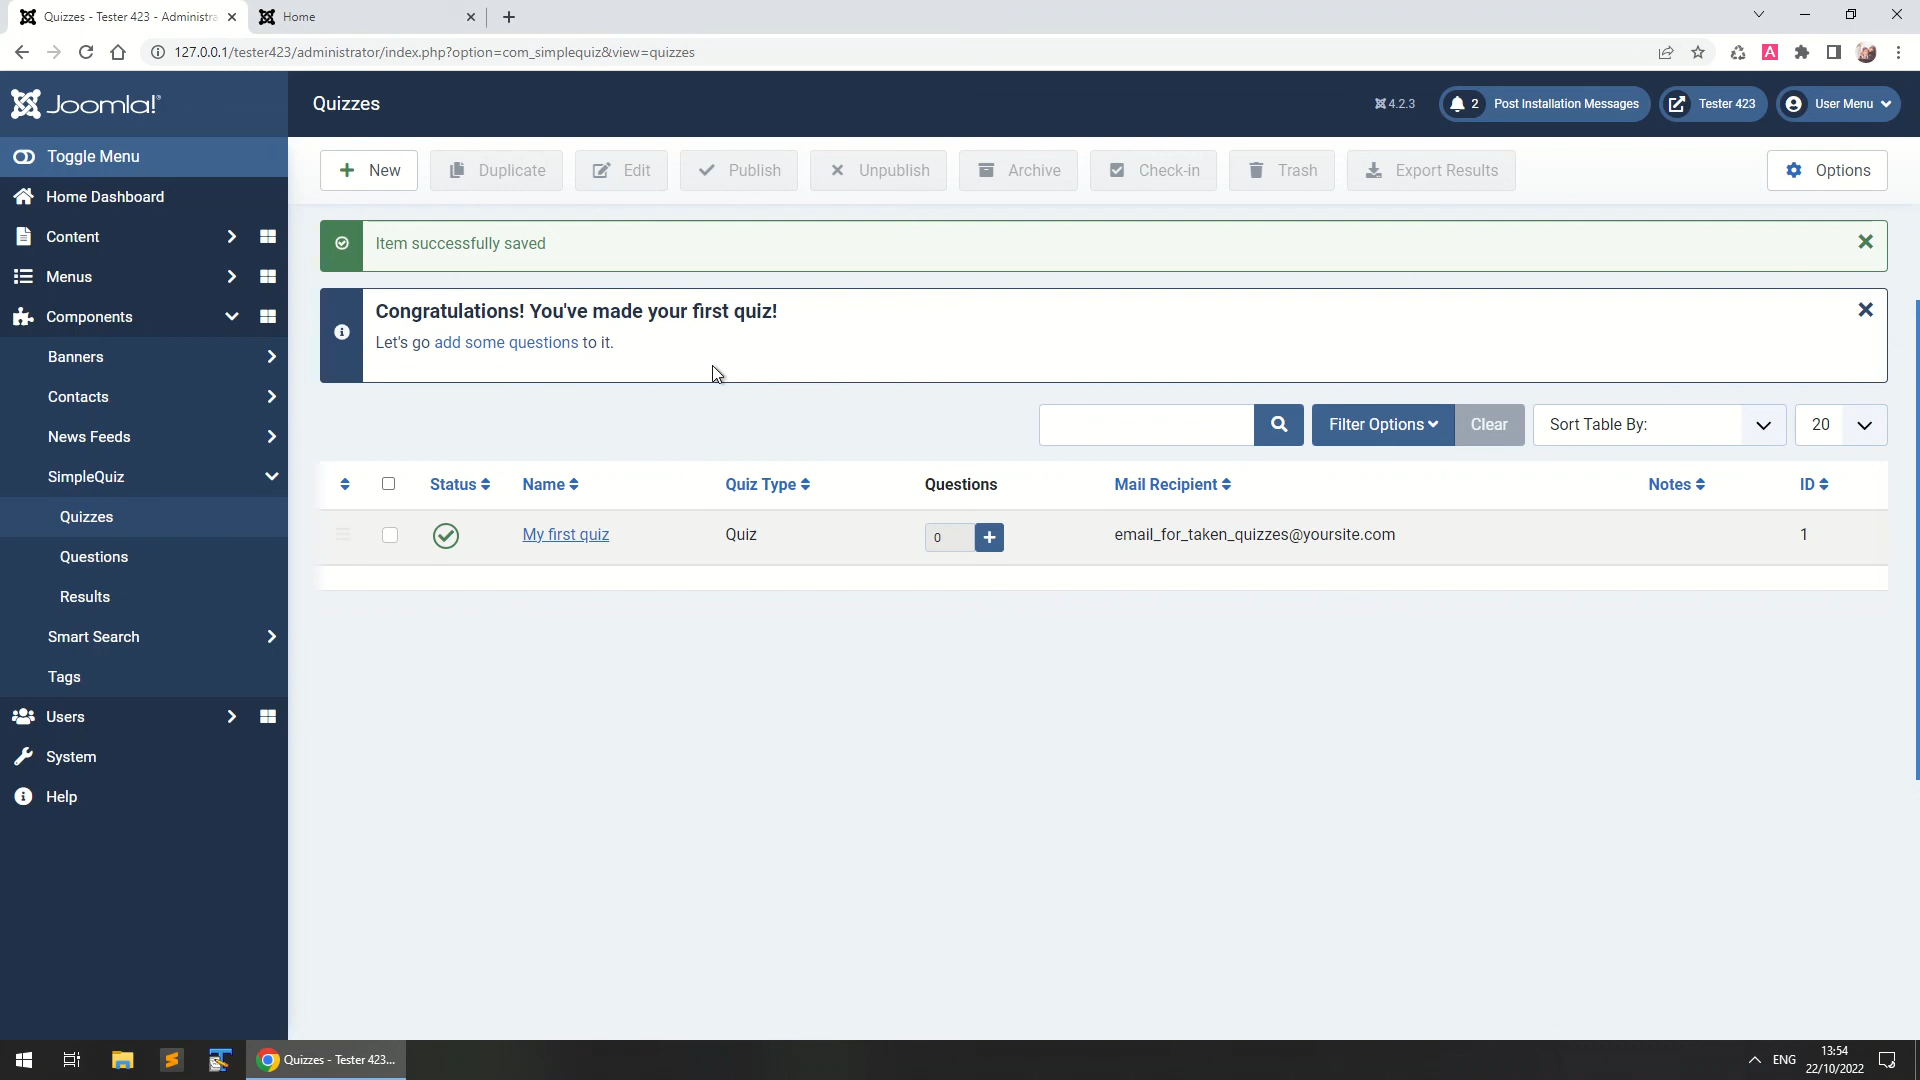 Quizzes - Tester 423 - Administra
Home
127.0.0.1/tester423/administrator/index.php?option=com_simplequiz&view=quizzes
A
Joomla!®
Quizzes
4.2.3
2 Post Installation Messages
Tester 423
User Menu
Toggle Menu
Home Dashboard
Content
Menus
Components
Banners
Contacts
News Feeds
SimpleQuiz
Quizzes
Questions
Results
Smart Search
Tags
Users
System
Help
New
Duplicate
Edit
Publish
Unpublish
Archive
Check-in
Trash
Export Results
Options
Item successfully saved
Congratulations! You've made your first quiz!
Let's go add some questions to it.
Filter Options
Clear
Sort Table By:
20
Status Name Quiz Type Questions Mail Recipient Notes ID
My first quiz Quiz 0 + email_for_taken_quizzes@yoursite.com 1
Quizzes - Tester 423...
ENG
13:54
22/10/2022